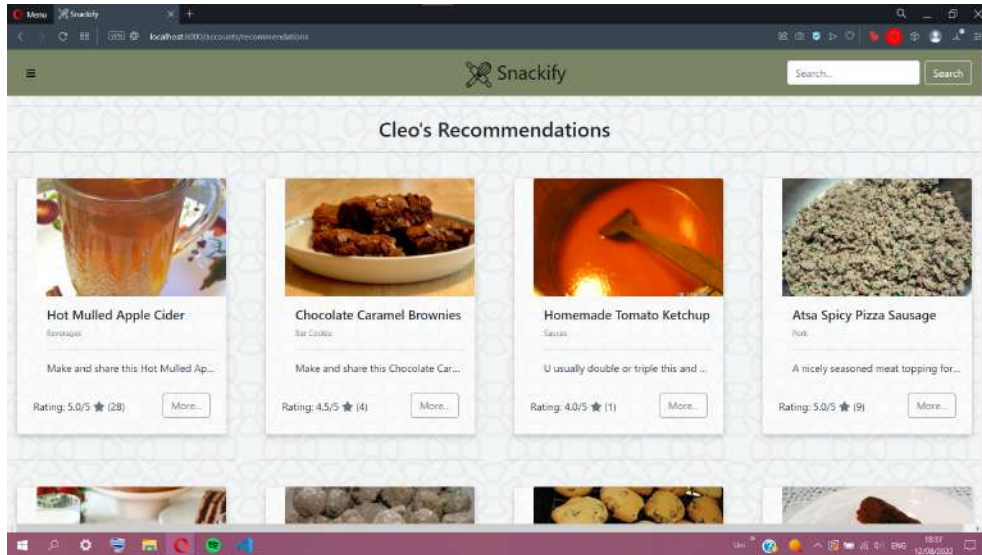 Menu
Snackify
VPN
localhost:8000/accounts/recommendations
Snackify
Search...
Search
Cleo's Recommendations
Hot Mulled Apple Cider
Beverages
Make and share this Hot Mulled Ap...
Rating: 5.0/5 ★ (28)
More...
Chocolate Caramel Brownies
Bar Cookie
Make and share this Chocolate Car...
Rating: 4.5/5 ★ (4)
More...
Homemade Tomato Ketchup
Sauces
U usually double or triple this and ...
Rating: 4.0/5 ★ (1)
More...
Atsa Spicy Pizza Sausage
Pork
A nicely seasoned meat topping for...
Rating: 5.0/5 ★ (9)
More...
ENG
18:37
12/08/2022